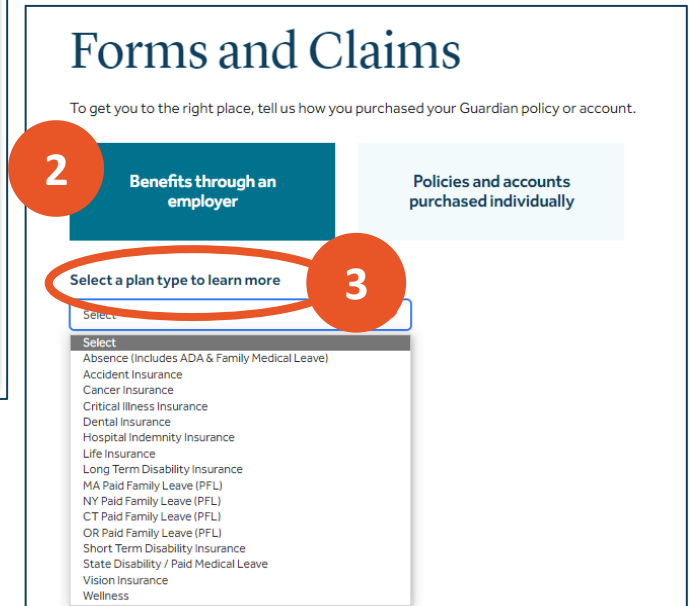 Forms and Claims
To get you to the right place, tell us how you purchased your Guardian policy or account.
2
Benefits through an
employer
Policies and accounts
purchased individually
Select a plan type to learn more
3
Select
Select
Absence (Includes ADA & Family Medical Leave)
Accident Insurance
Cancer Insurance
Critical Illness Insurance
Dental Insurance
Hospital Indemnity Insurance
Life Insurance
Long Term Disability Insurance
MA Paid Family Leave (PFL)
NY Paid Family Leave (PFL)
CT Paid Family Leave (PFL)
OR Paid Family Leave (PFL)
Short Term Disability Insurance
State Disability / Paid Medical Leave
Vision Insurance
Wellness